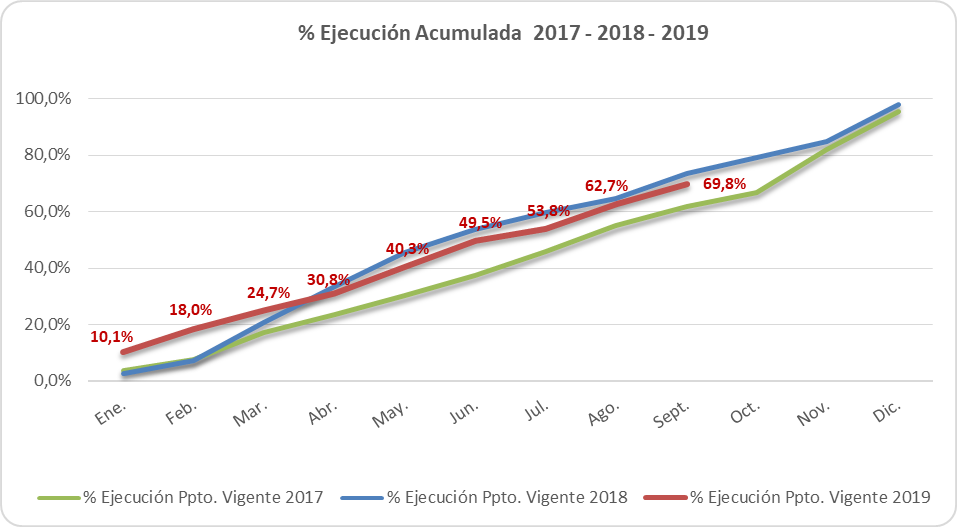 % Ejecución Acumulada  2017 - 2018 - 2019
100,0%
80,0%
60,0%
40,0%
20,0%
0,0%
10,1%
18,0%
24,7%
30,8%
40,3%
49,5%
53,8%
62,7%
69,8%
Ene.
Feb.
Mar.
Abr.
May.
Jun.
Jul.
Ago.
Sept.
Oct.
Nov.
Dic.
% Ejecución Ppto. Vigente 2017
% Ejecución Ppto. Vigente 2018
% Ejecución Ppto. Vigente 2019